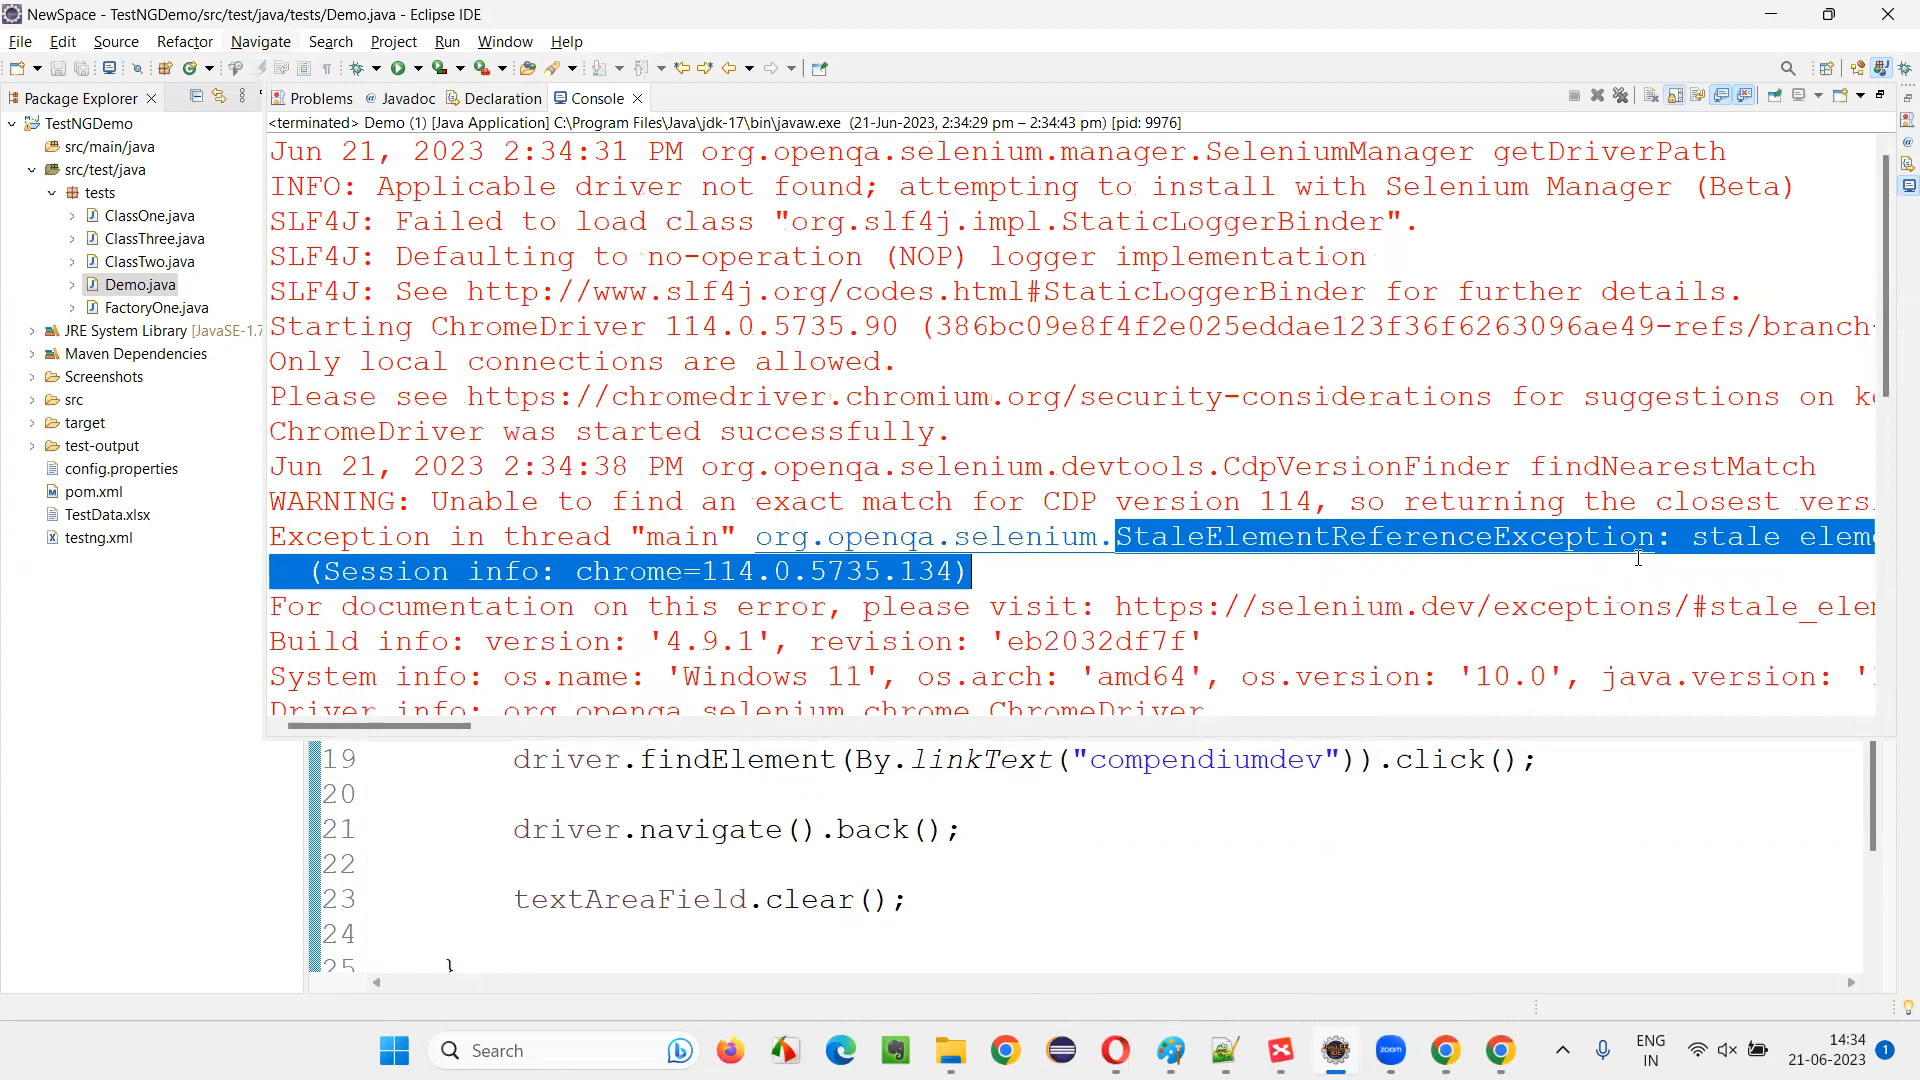 NewSpace - TestNGDemo/src/test/java/tests/Demo.java - Eclipse IDE
File Edit Source Refactor Navigate Search Project Run Window Help
Package Explorer
TestNGDemo
src/main/java
src/test/java
tests
ClassOne.java
ClassThree.java
ClassTwo.java
Demo.java
FactoryOne.java
JRE System Library [JavaSE-1.7
Maven Dependencies
Screenshots
src
target
test-output
config.properties
pom.xml
TestData.xlsx
testng.xml
Problems Javadoc Declaration Console
<terminated> Demo (1) [Java Application] C:\Program Files\Java\jdk-17\bin\javaw.exe (21-Jun-2023, 2:34:29 pm – 2:34:43 pm) [pid: 9976]
Jun 21, 2023 2:34:31 PM org.openqa.selenium.manager.SeleniumManager getDriverPath
INFO: Applicable driver not found; attempting to install with Selenium Manager (Beta)
SLF4J: Failed to load class "org.slf4j.impl.StaticLoggerBinder".
SLF4J: Defaulting to no-operation (NOP) logger implementation
SLF4J: See http://www.slf4j.org/codes.html#StaticLoggerBinder for further details.
Starting ChromeDriver 114.0.5735.90 (386bc09e8f4f2e025eddae123f36f6263096ae49-refs/branch-
Only local connections are allowed.
Please see https://chromedriver.chromium.org/security-considerations for suggestions on ke
ChromeDriver was started successfully.
Jun 21, 2023 2:34:38 PM org.openqa.selenium.devtools.CdpVersionFinder findNearestMatch
WARNING: Unable to find an exact match for CDP version 114, so returning the closest versi
Exception in thread "main" org.openqa.selenium.StaleElementReferenceException: stale eleme
(Session info: chrome=114.0.5735.134)
For documentation on this error, please visit: https://selenium.dev/exceptions/#stale_elem
Build info: version: '4.9.1', revision: 'eb2032df7f'
System info: os.name: 'Windows 11', os.arch: 'amd64', os.version: '10.0', java.version: '
Driver info: org.openqa.selenium.chrome.ChromeDriver
19 driver.findElement(By.linkText("compendiumdev")).click();
20
21 driver.navigate().back();
22
23 textAreaField.clear();
24
25 }
Search
zoom
ENG
IN
14:34
21-06-2023
1